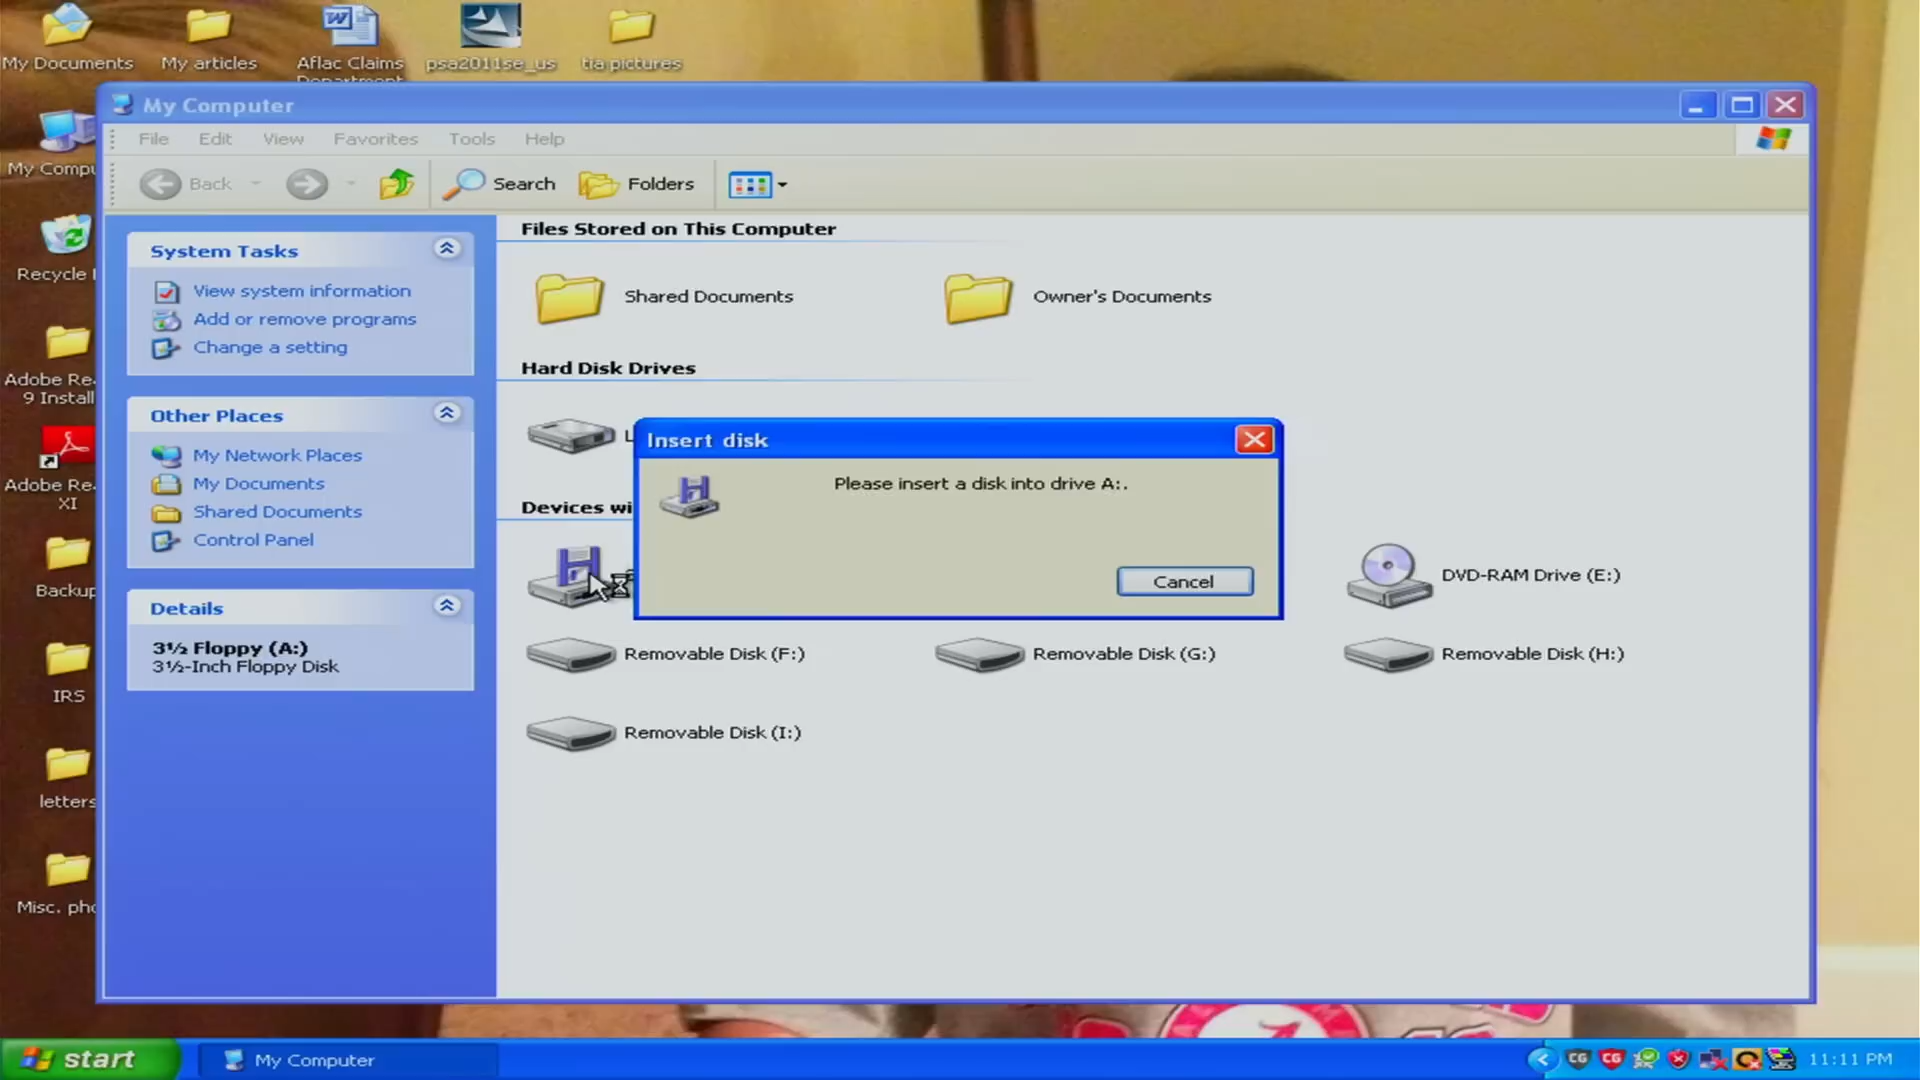 My Documents
My articles
Aflac Claims
Department
psa2011se_us
tia pictures
My Computer
File Edit View Favorites Tools Help
Back Search Folders
My Compu
Recycle
Adobe Re
9 Install
Adobe Re
XI
Backup
IRS
letters
Misc. pho
System Tasks
View system information
Add or remove programs
Change a setting
Other Places
My Network Places
My Documents
Shared Documents
Control Panel
Details
3½ Floppy (A:)
3½-Inch Floppy Disk
Files Stored on This Computer
Shared Documents
Owner's Documents
Hard Disk Drives
L
Devices wi
DVD-RAM Drive (E:)
Removable Disk (F:)
Removable Disk (G:)
Removable Disk (H:)
Removable Disk (I:)
Insert disk
Please insert a disk into drive A:.
Cancel
start
My Computer
CG
CG
11:11 PM